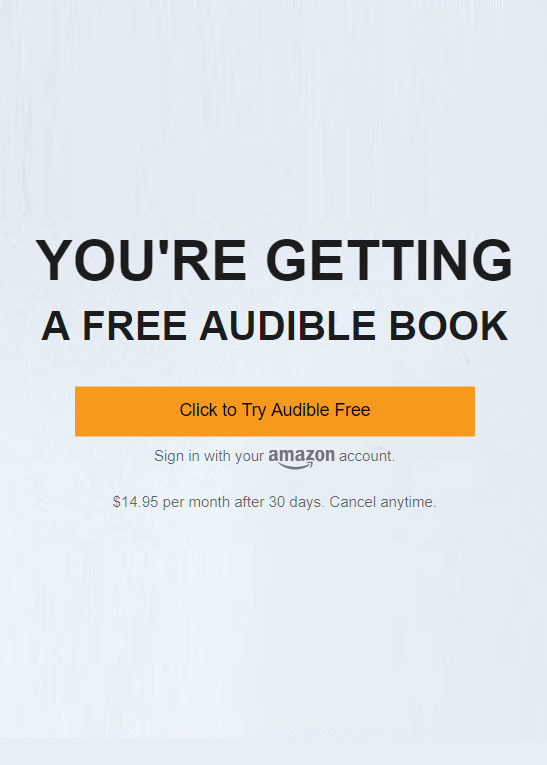 YOU'RE GETTING
A FREE AUDIBLE BOOK
Click to Try Audible Free
Sign in with your amazon account.
$14.95 per month after 30 days. Cancel anytime.